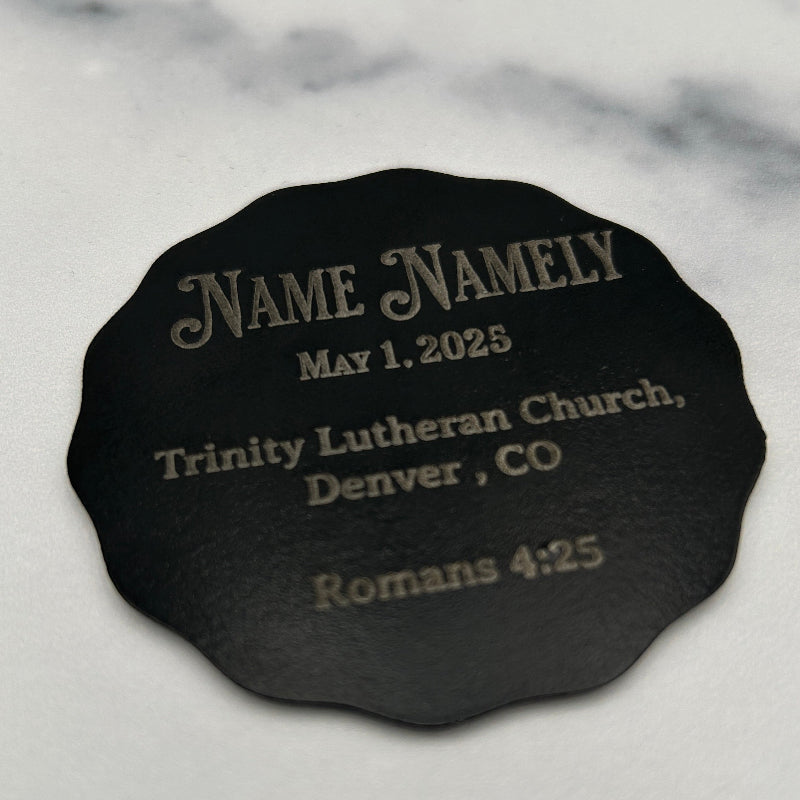 Name Namely
May 1, 2025
Trinity Lutheran Church,
Denver , CO
Romans 4:25